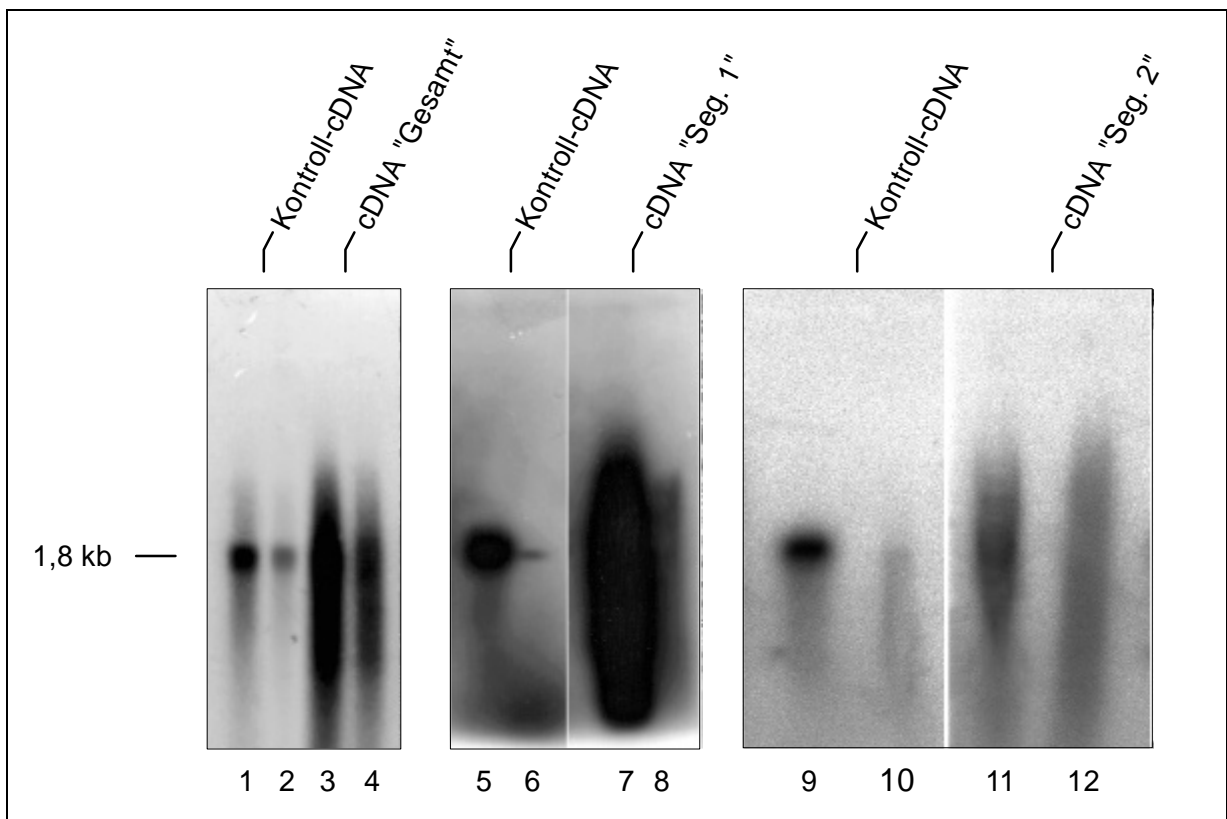 Kontroll-cDNA
cDNA "Gesamt"
Kontroll-cDNA
cDNA "Seg. 1"
Kontroll-cDNA
cDNA "Seg. 2"
1,8 kb
1 2 3 4 5 6 7 8 9 10 11 12